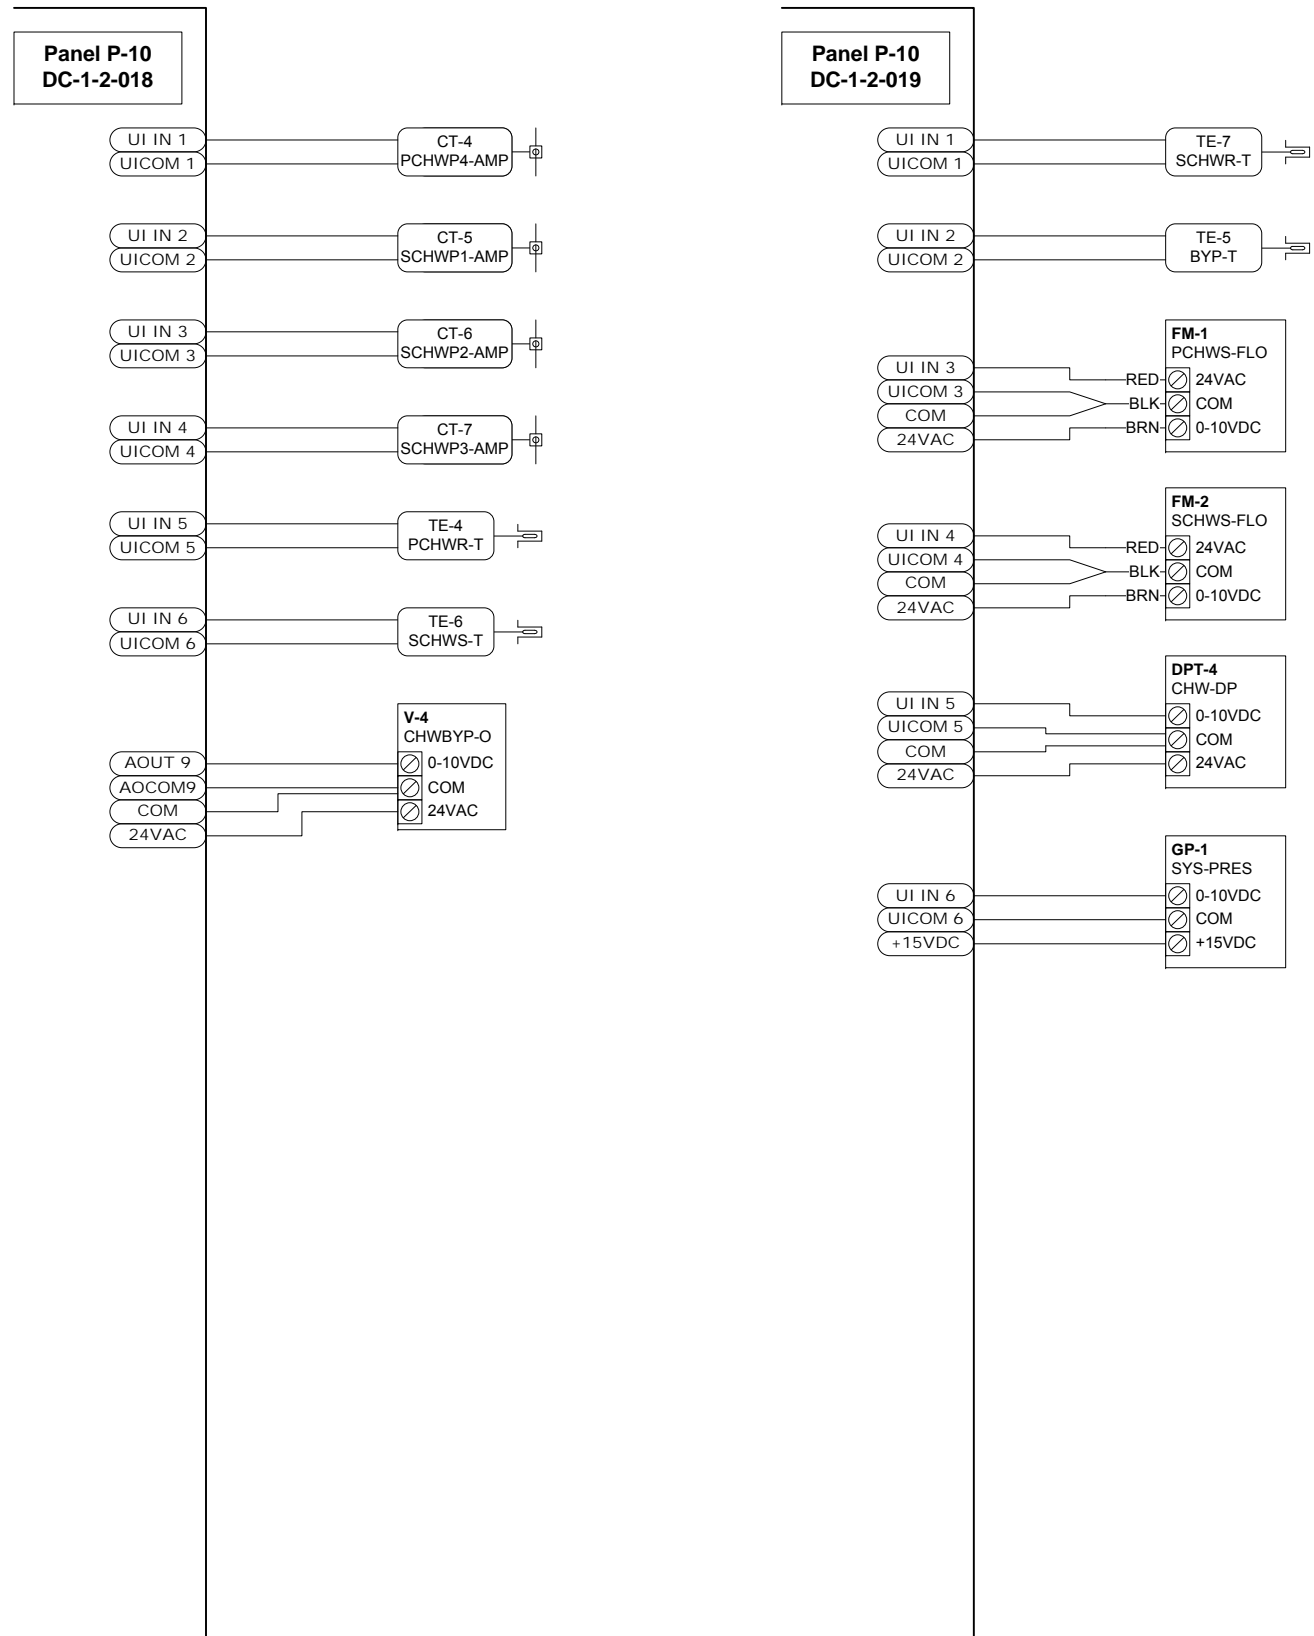 Panel P-10
DC-1-2-018
UI IN 1
UICOM 1
CT-4
PCHWP4-AMP
UI IN 2
UICOM 2
CT-5
SCHWP1-AMP
UI IN 3
UICOM 3
CT-6
SCHWP2-AMP
UI IN 4
UICOM 4
CT-7
SCHWP3-AMP
UI IN 5
UICOM 5
TE-4
PCHWR-T
UI IN 6
UICOM 6
TE-6
SCHWS-T
AOUT 9
AOCOM9
COM
24VAC
V-4
CHWBYP-O
0-10VDC
COM
24VAC
Panel P-10
DC-1-2-019
UI IN 1
UICOM 1
TE-7
SCHWR-T
UI IN 2
UICOM 2
TE-5
BYP-T
UI IN 3
UICOM 3
COM
24VAC
FM-1
PCHWS-FLO
RED 24VAC
BLK COM
BRN 0-10VDC
UI IN 4
UICOM 4
COM
24VAC
FM-2
SCHWS-FLO
RED 24VAC
BLK COM
BRN 0-10VDC
UI IN 5
UICOM 5
COM
24VAC
DPT-4
CHW-DP
0-10VDC
COM
24VAC
UI IN 6
UICOM 6
+15VDC
GP-1
SYS-PRES
0-10VDC
COM
+15VDC